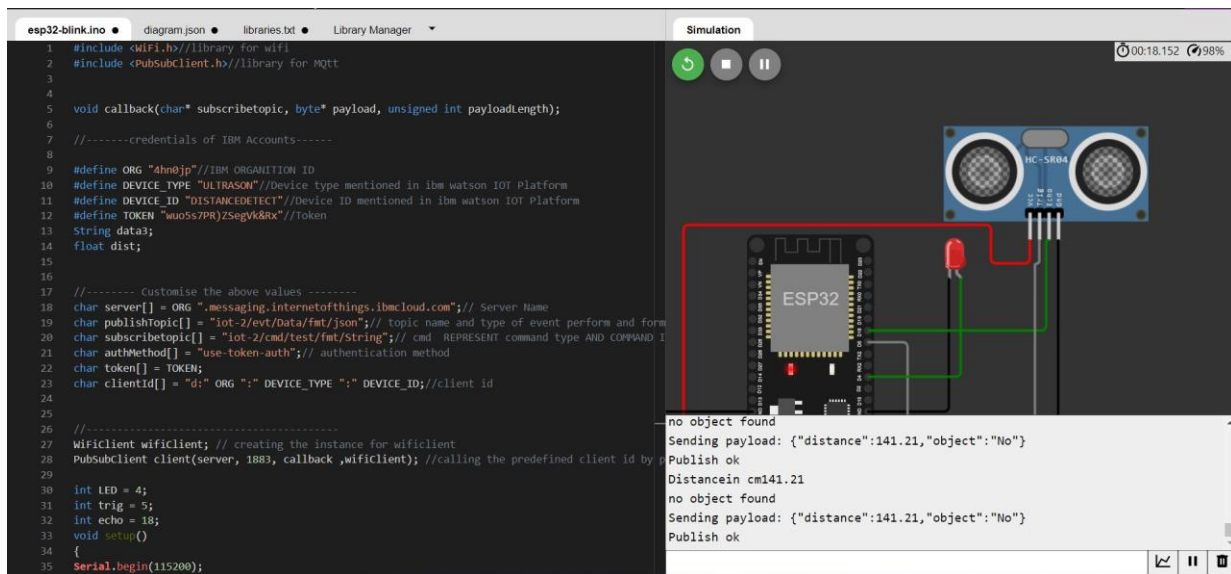 esp32-blink.ino ● diagram.json ● libraries.txt ● Library Manager
1 #include <WiFi.h>//library for wifi
2 #include <PubSubClient.h>//library for MQtt
3
4
5 void callback(char* subscribetopic, byte* payload, unsigned int payloadLength);
6
7 //-------credentials of IBM Accounts------
8
9 #define ORG "4hn0jp"//IBM ORGANITION ID
10 #define DEVICE_TYPE "ULTRASON"//Device type mentioned in ibm watson IOT Platform
11 #define DEVICE_ID "DISTANCEDETECT"//Device ID mentioned in ibm watson IOT Platform
12 #define TOKEN "wuo5s7PR)ZSegVk&Rx"//Token
13 String data3;
14 float dist;
15
16
17 //-------- Customise the above values --------
18 char server[] = ORG ".messaging.internetofthings.ibmcloud.com";// Server Name
19 char publishTopic[] = "iot-2/evt/Data/fmt/json";// topic name and type of event perform and form
20 char subscribetopic[] = "iot-2/cmd/test/fmt/String";// cmd  REPRESENT command type AND COMMAND I
21 char authMethod[] = "use-token-auth";// authentication method
22 char token[] = TOKEN;
23 char clientId[] = "d:" ORG ":" DEVICE_TYPE ":" DEVICE_ID;//client id
24
25
26 //-----------------------------------------
27 WiFiClient wifiClient; // creating the instance for wificlient
28 PubSubClient client(server, 1883, callback ,wifiClient); //calling the predefined client id by p
29
30 int LED = 4;
31 int trig = 5;
32 int echo = 18;
33 void setup()
34 {
35 Serial.begin(115200);
Simulation
00:18.152 98%
HC-SR04
Vcc Trig Echo Gnd
ESP32
no object found
Sending payload: {"distance":141.21,"object":"No"}
Publish ok
Distancein cm141.21
no object found
Sending payload: {"distance":141.21,"object":"No"}
Publish ok